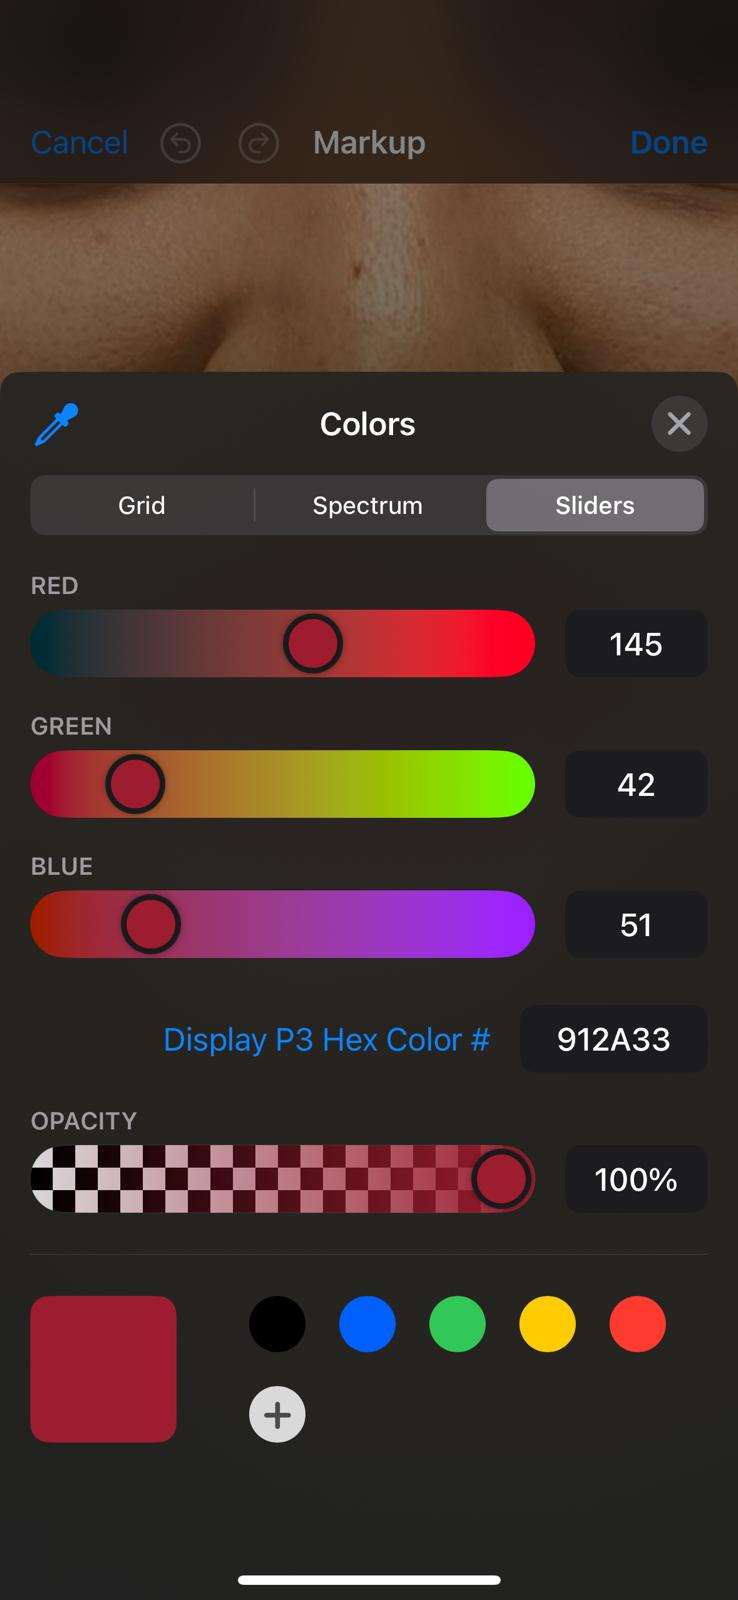 Cancel Markup Done
Colors
Grid Spectrum Sliders
RED
145
GREEN
42
BLUE
51
Display P3 Hex Color # 912A33
OPACITY
100%